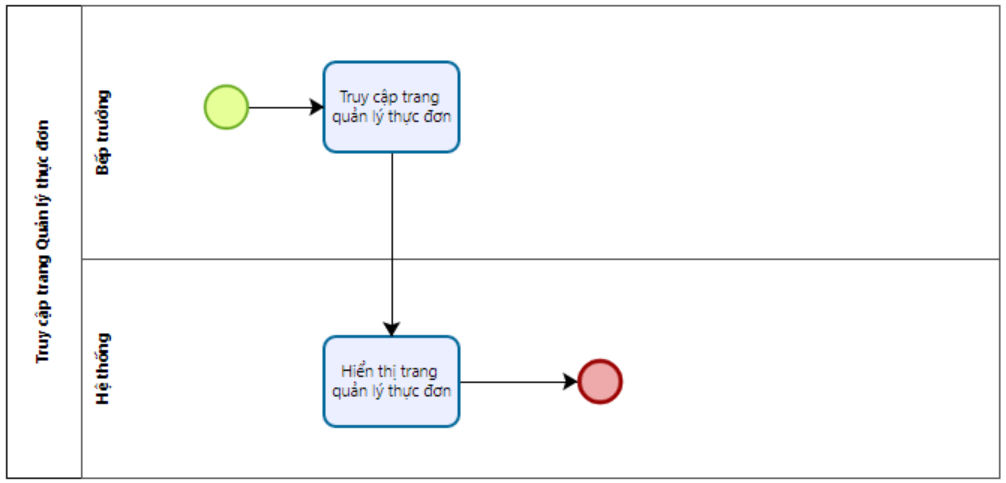 Truy cập trang Quản lý thực đơn
Bếp trưởng
Truy cập trang
quản lý thực đơn
Hệ thống
Hiển thị trang
quản lý thực đơn